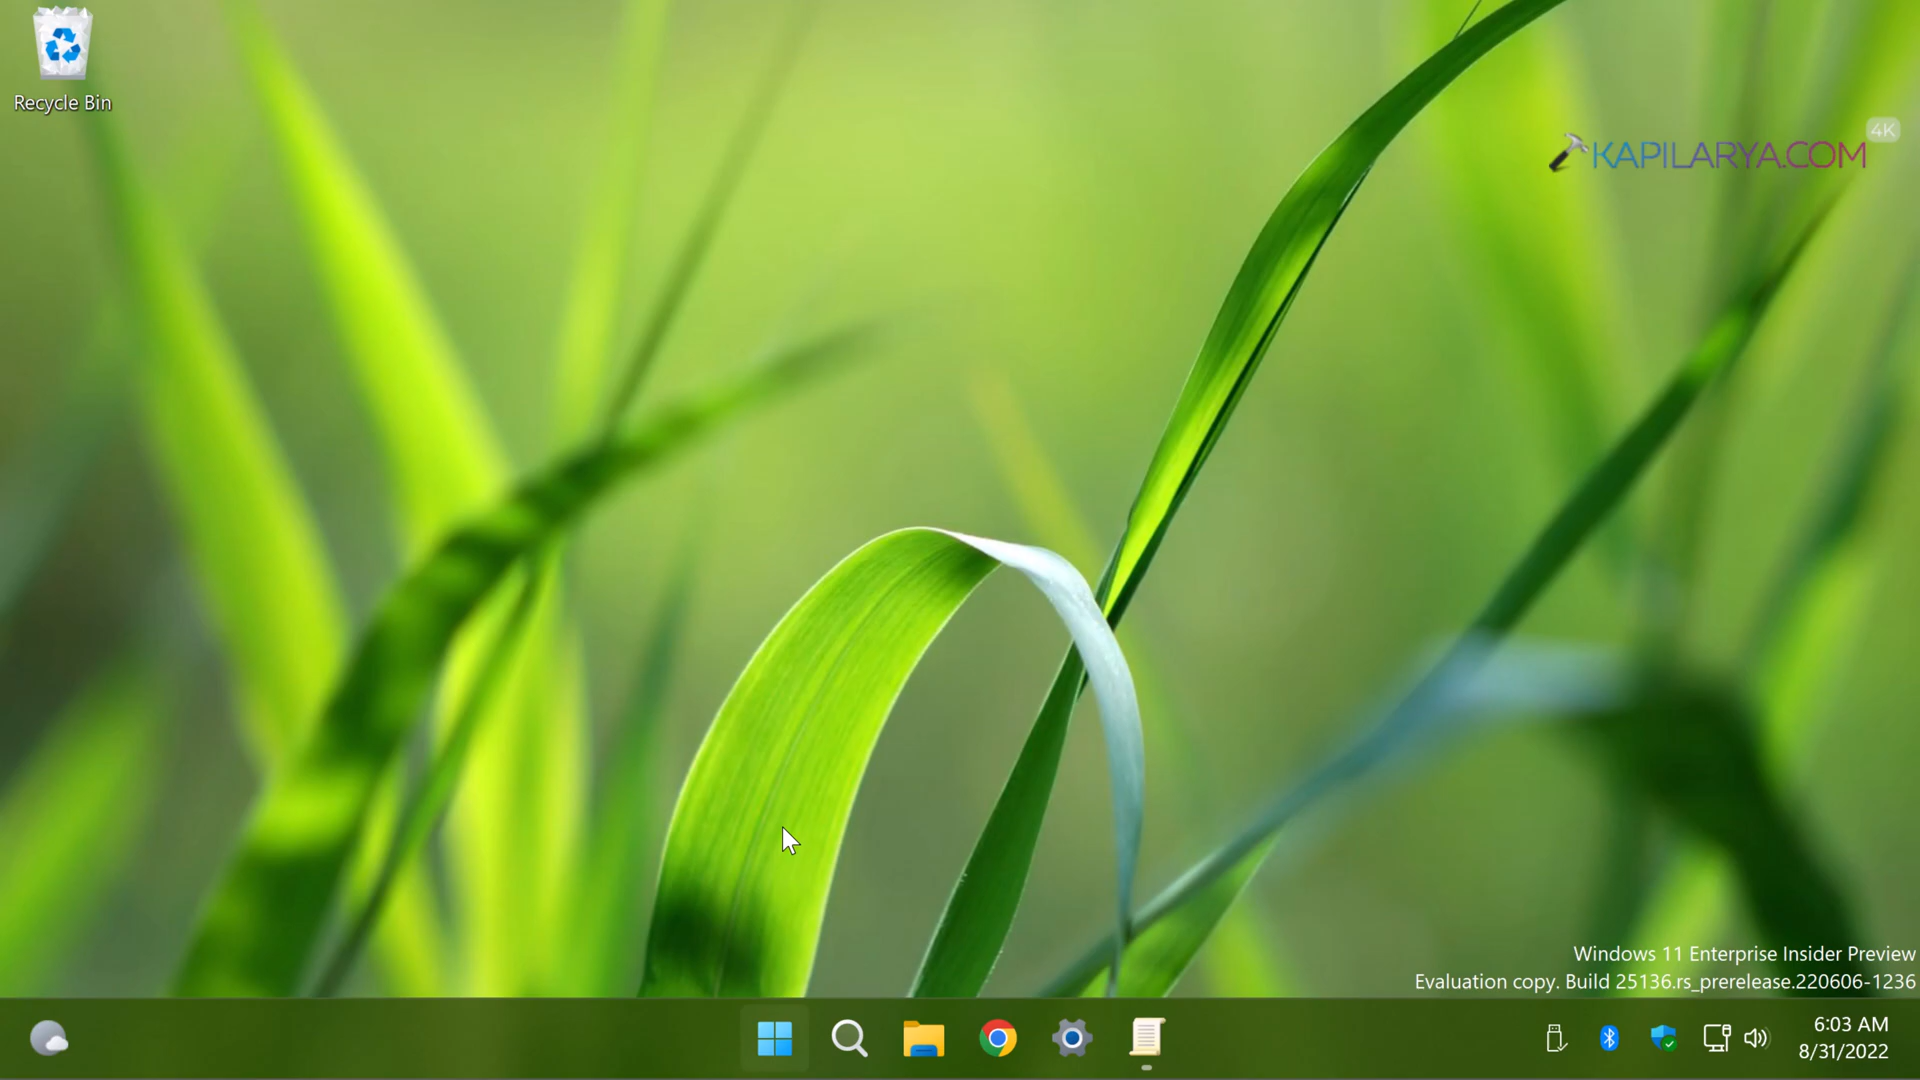 Recycle Bin
4K
KAPILARYA.COM
Windows 11 Enterprise Insider Preview
Evaluation copy. Build 25136.rs_prerelease.220606-1236
6:03 AM
8/31/2022